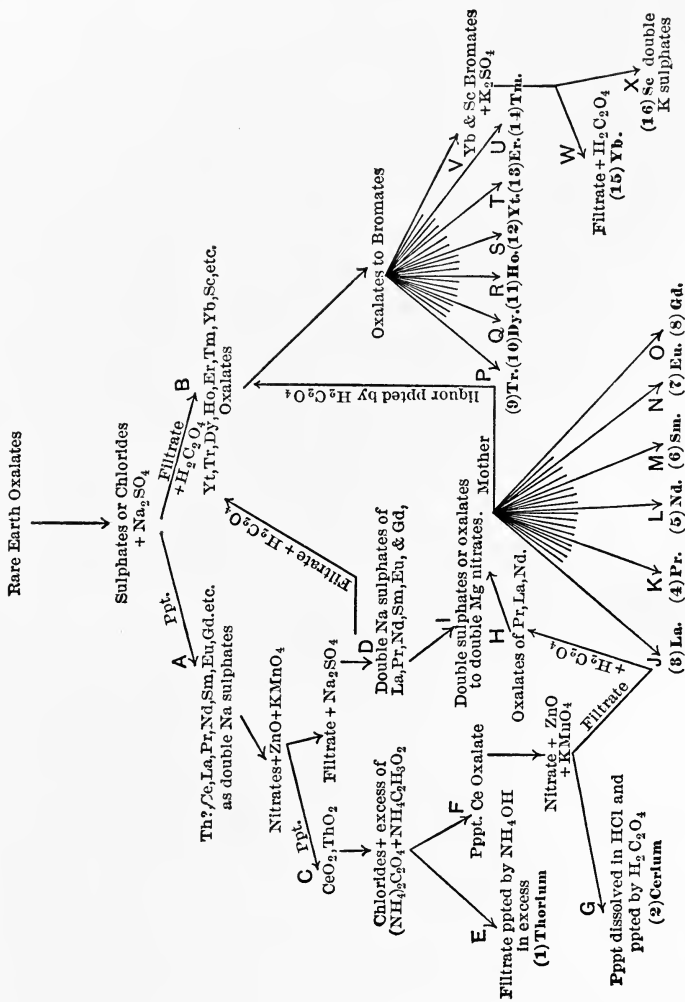 Rare Earth Oxalates
Sulphates or Chlorides
+ Na2SO4
Ppt.
Filtrate
+ H2C2O4
A
Th?,Ce,La,Pr,Nd,Sm,Eu,Gd.etc.
as double Na sulphates
B
Yt,Tr,Dy,Ho,Er,Tm,Yb,Sc,etc.
Oxalates
Nitrates+ZnO+KMnO4
Ppt.
C
CeO2,ThO2
Filtrate + Na2SO4
Filtrate + H2C2O4
Chlorides + excess of
(NH4)2C2O4+NH4C2H3O2
D
Double Na sulphates of
La,Pr,Nd,Sm,Eu, & Gd,
E
Filtrate ppted by NH4OH
in excess
(1) Thorium
F
Pppt. Ce Oxalate
Nitrate + ZnO
+ KMnO4
G
Pppt dissolved in HCl and
ppted by H2C2O4
(2) Cerium
Filtrate
+H2C2O4
H
Oxalates of Pr,La,Nd.
I
Double sulphates or oxalates
to double Mg nitrates.
Mother
liquor ppted by H2C2O4
J K L M N O
(3) La. (4) Pr. (5) Nd. (6) Sm. (7) Eu. (8) Gd.
Oxalates to Bromates
P Q R S T U V
(9) Tr. (10) Dy. (11) Ho. (12) Yt. (13) Er. (14) Tm.
Yb & Sc Bromates
+ K2SO4
W
Filtrate + H2C2O4
(15) Yb.
X
(16) Sc double
K sulphates